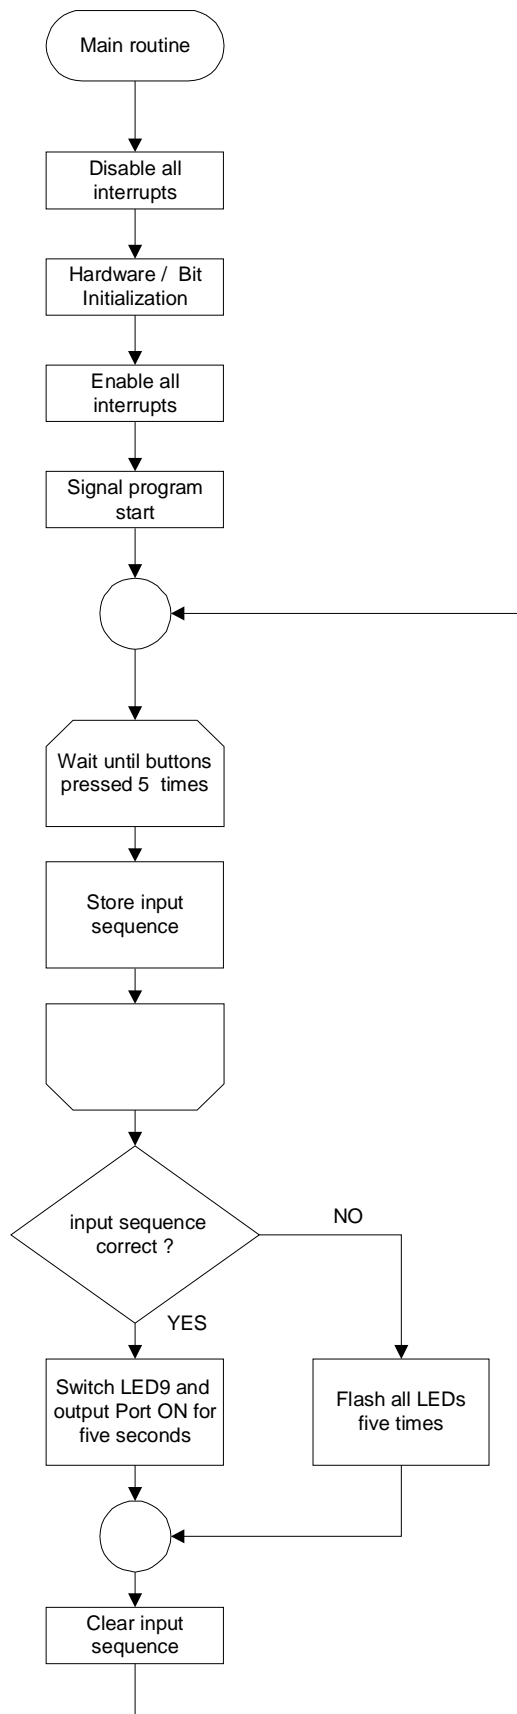 Main routine
Disable all
interrupts
Hardware / Bit
Initialization
Enable all
interrupts
Signal program
start
Wait until buttons
pressed 5 times
Store input
sequence
input sequence
correct ?
NO
YES
Switch LED9 and
output Port ON for
five seconds
Flash all LEDs
five times
Clear input
sequence